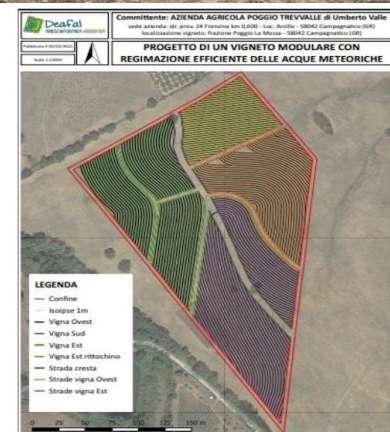 Deafal
Committente: AZIENDA AGRICOLA POGGIO TREVVALLE di Umberto Valle
sede azienda: str. prov. 24 Fronzina km 0,600 - Loc. Arcille - 58042 Campagnatico (GR)
localizzazione vigneto: frazione Poggio La Mozza - 58042 Campagnatico (GR)
PROGETTO DI UN VIGNETO MODULARE CON
REGIMAZIONE EFFICIENTE DELLE ACQUE METEORICHE
LEGENDA
Confine
Isoipse 1m
Vigna Ovest
Vigna Sud
Vigna Est
Vigna Est rittochino
Strada cresta
Strade vigna Ovest
Strade vigna Est
0 25 50 75 100 125 150 m